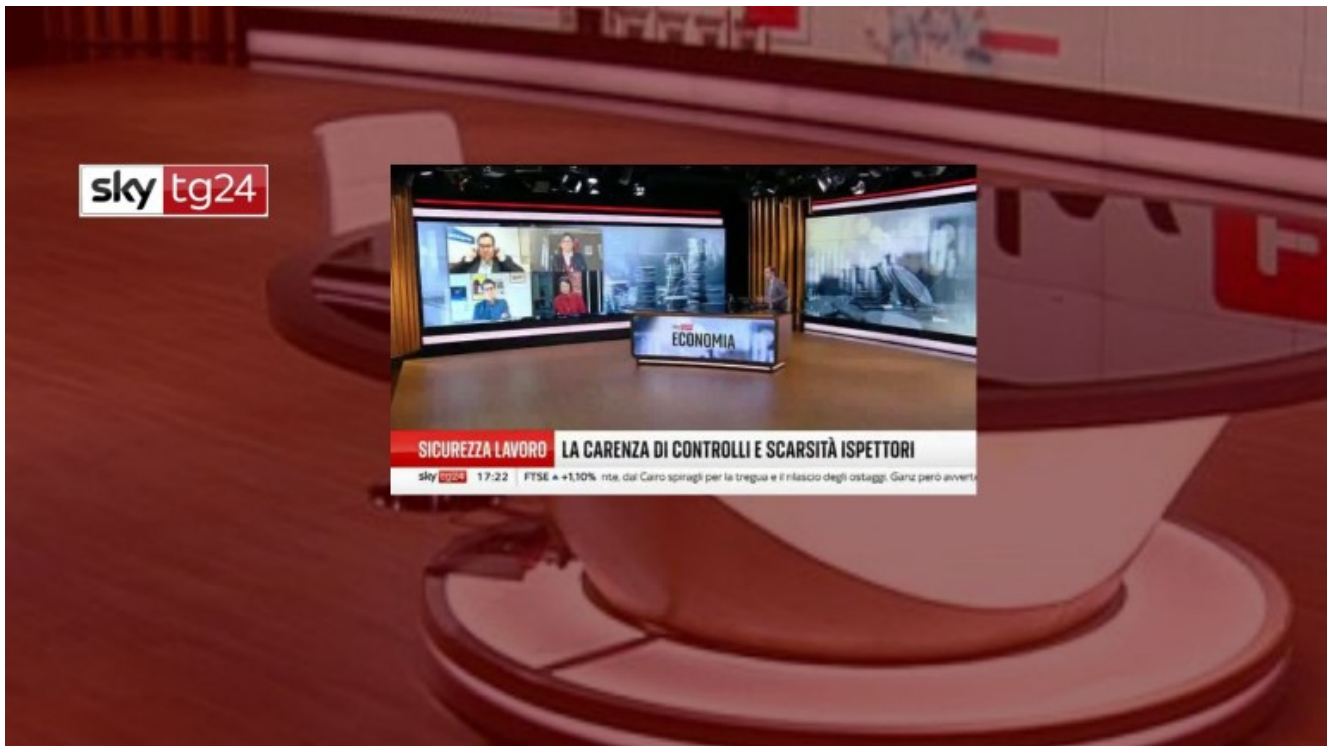 sky tg24
ECONOMIA
SICUREZZA LAVORO LA CARENZA DI CONTROLLI E SCARSITÀ ISPETTORI
sky tg24 17:22 FTSE +1,10% nte, dal Cairo spiragli per la tregua e il rilascio degli ostaggi. Ganz però avverte